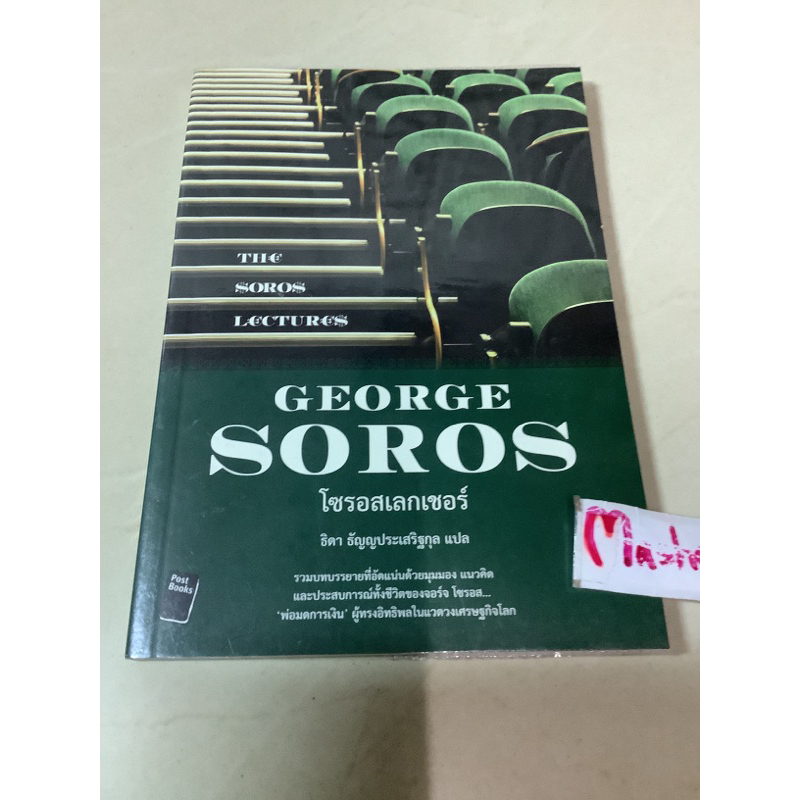 THE
SOROS
LECTURES
GEORGE
SOROS
โซรอสเลกเชอร์
ธิดา ธัญญประเสริฐกุล แปล
รวมบทบรรยายที่อัดแน่นด้วยมุมมอง แนวคิด
และประสบการณ์ทั้งชีวิตของจอร์จ โซรอส...
‘พ่อมดการเงิน’ ผู้ทรงอิทธิพลในแวดวงเศรษฐกิจโลก
Post
Books